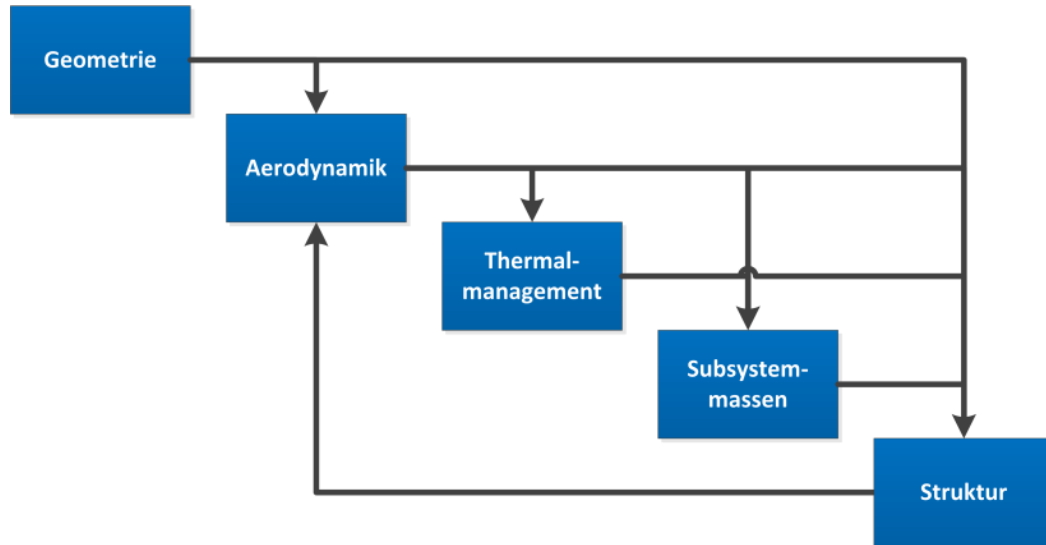 Geometrie
Aerodynamik
Thermal-
management
Subsystem-
massen
Struktur